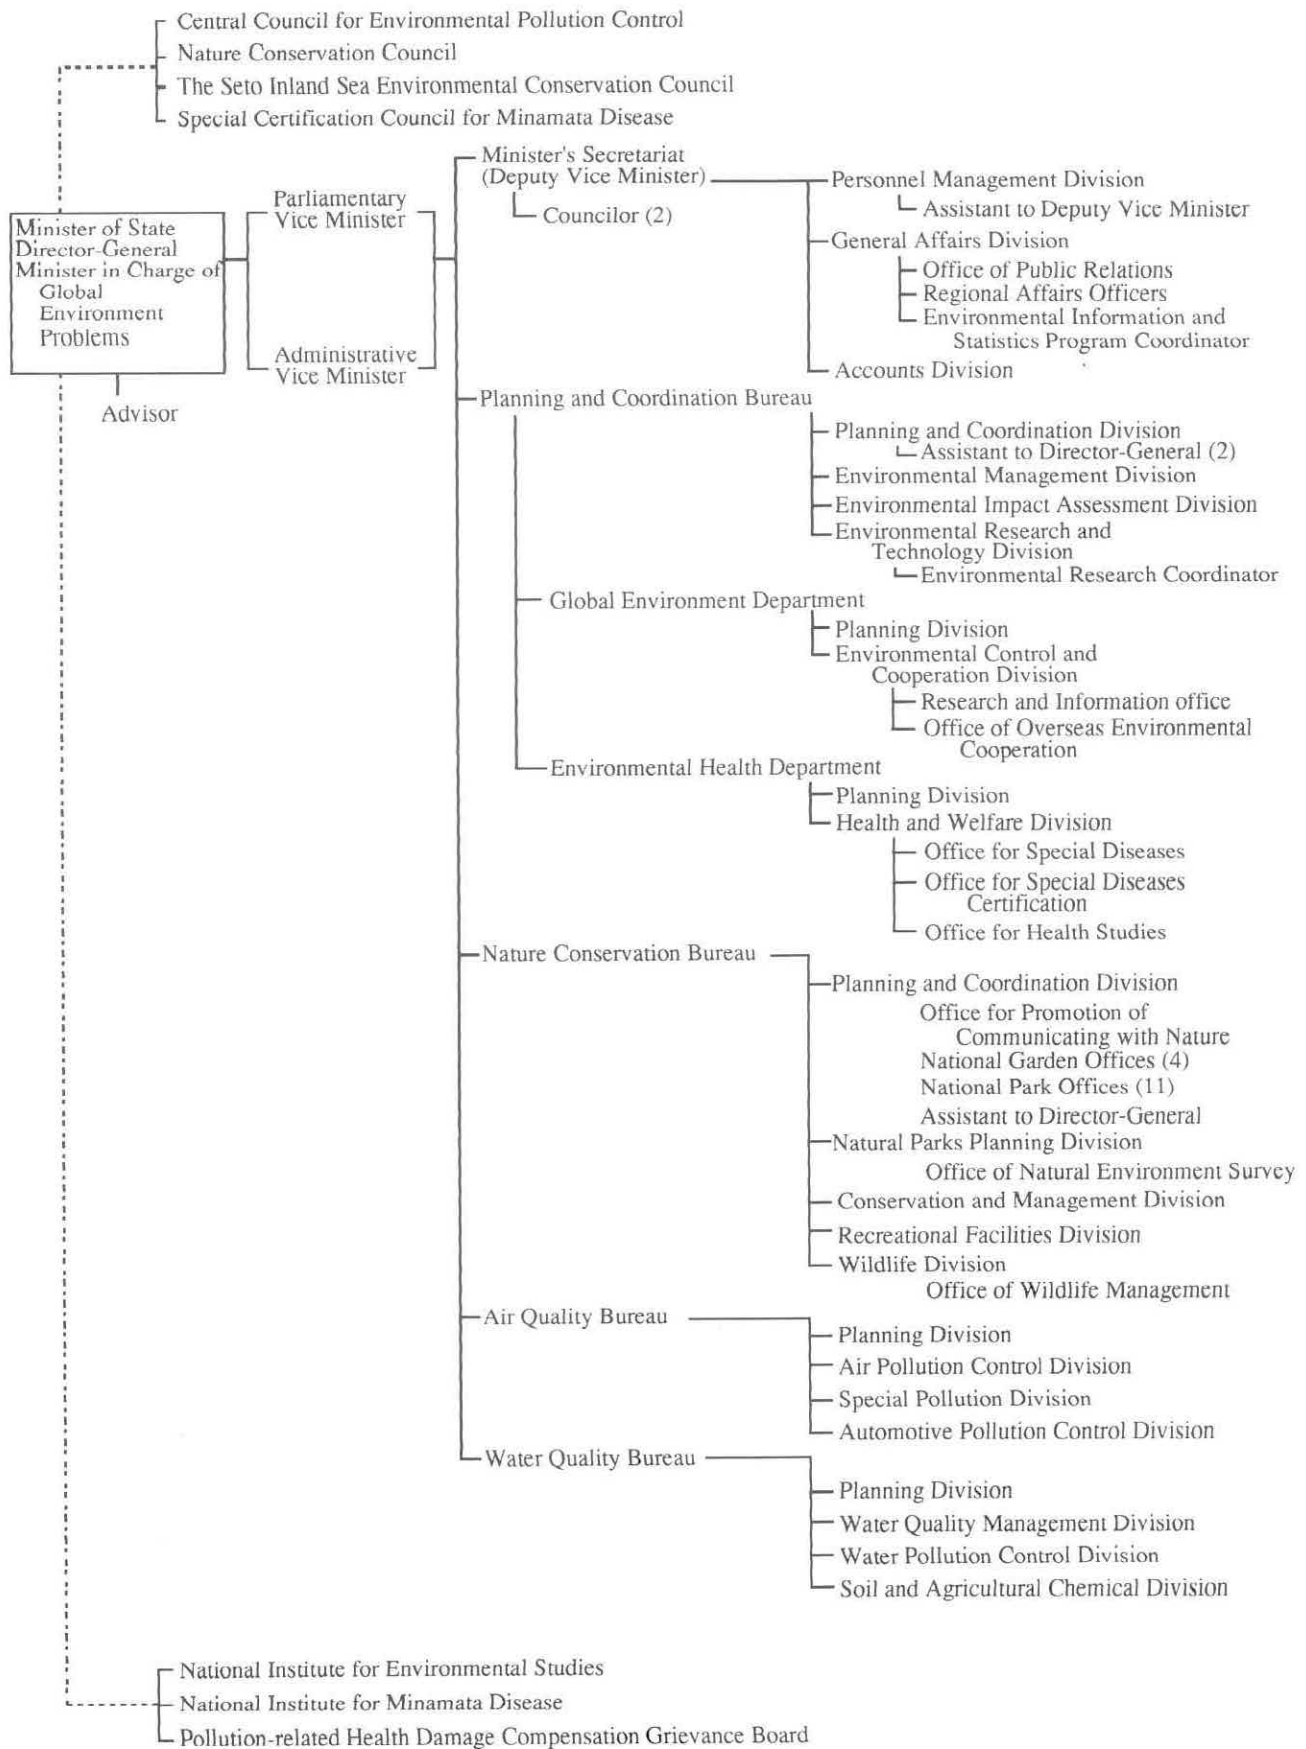 Central Council for Environmental Pollution Control
Nature Conservation Council
The Seto Inland Sea Environmental Conservation Council
Special Certification Council for Minamata Disease
Minister of State
Director-General
Minister in Charge of
Global
Environment
Problems
Advisor
Parliamentary
Vice Minister
Administrative
Vice Minister
Minister's Secretariat
(Deputy Vice Minister)
Councilor (2)
Personnel Management Division
Assistant to Deputy Vice Minister
General Affairs Division
Office of Public Relations
Regional Affairs Officers
Environmental Information and
Statistics Program Coordinator
Accounts Division
Planning and Coordination Bureau
Planning and Coordination Division
Assistant to Director-General (2)
Environmental Management Division
Environmental Impact Assessment Division
Environmental Research and
Technology Division
Environmental Research Coordinator
Global Environment Department
Planning Division
Environmental Control and
Cooperation Division
Research and Information office
Office of Overseas Environmental
Cooperation
Environmental Health Department
Planning Division
Health and Welfare Division
Office for Special Diseases
Office for Special Diseases
Certification
Office for Health Studies
Nature Conservation Bureau
Planning and Coordination Division
Office for Promotion of
Communicating with Nature
National Garden Offices (4)
National Park Offices (11)
Assistant to Director-General
Natural Parks Planning Division
Office of Natural Environment Survey
Conservation and Management Division
Recreational Facilities Division
Wildlife Division
Office of Wildlife Management
Air Quality Bureau
Planning Division
Air Pollution Control Division
Special Pollution Division
Automotive Pollution Control Division
Water Quality Bureau
Planning Division
Water Quality Management Division
Water Pollution Control Division
Soil and Agricultural Chemical Division
National Institute for Environmental Studies
National Institute for Minamata Disease
Pollution-related Health Damage Compensation Grievance Board